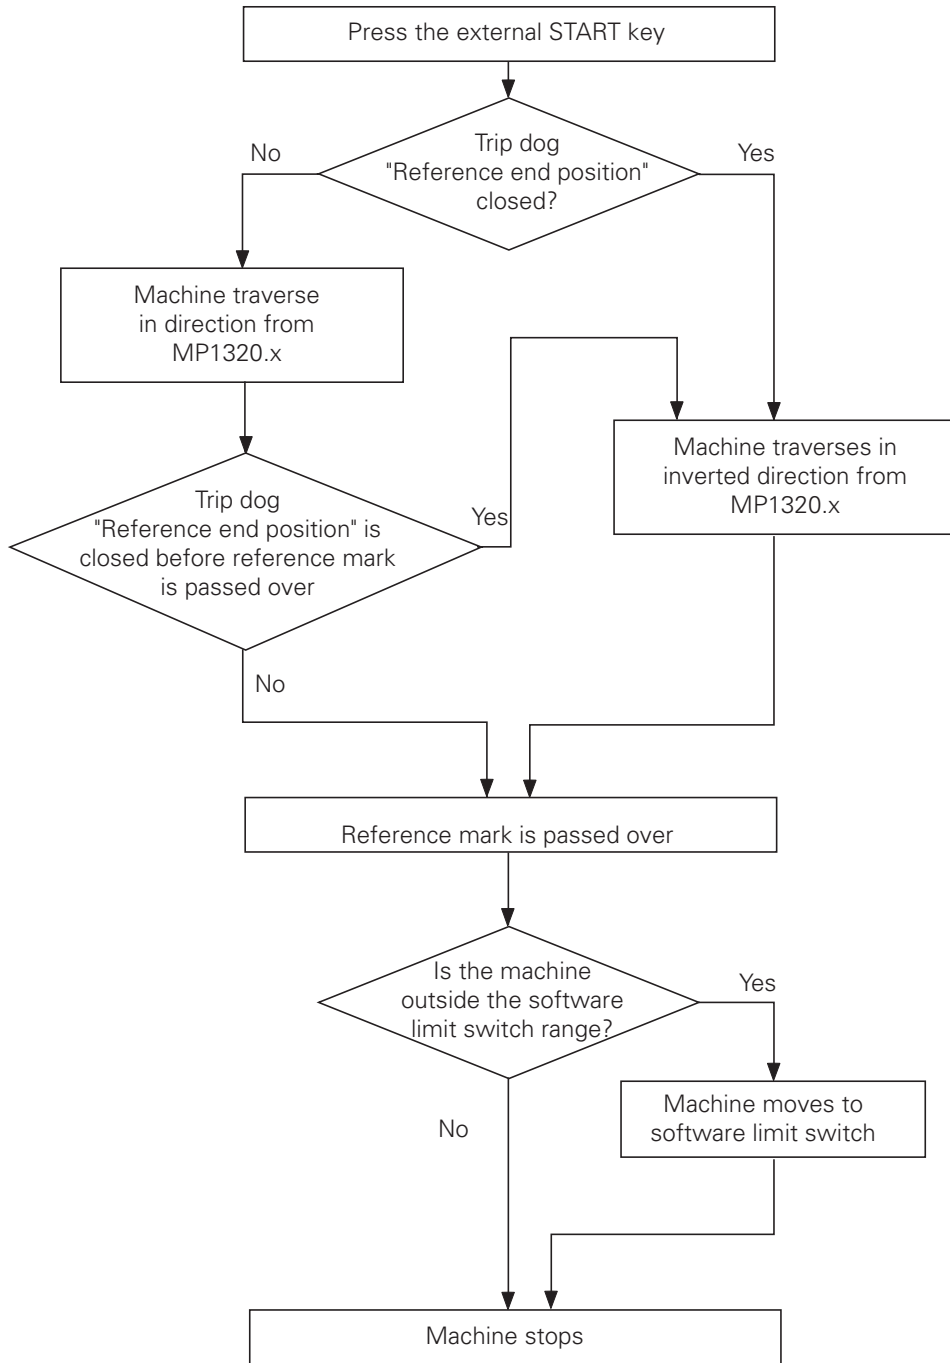 Press the external START key
Trip dog
"Reference end position"
closed?
No
Yes
Machine traverse
in direction from
MP1320.x
Machine traverses in
inverted direction from
MP1320.x
Trip dog
"Reference end position" is
closed before reference mark
is passed over
Yes
No
Reference mark is passed over
Is the machine
outside the software
limit switch range?
Yes
No
Machine moves to
software limit switch
Machine stops